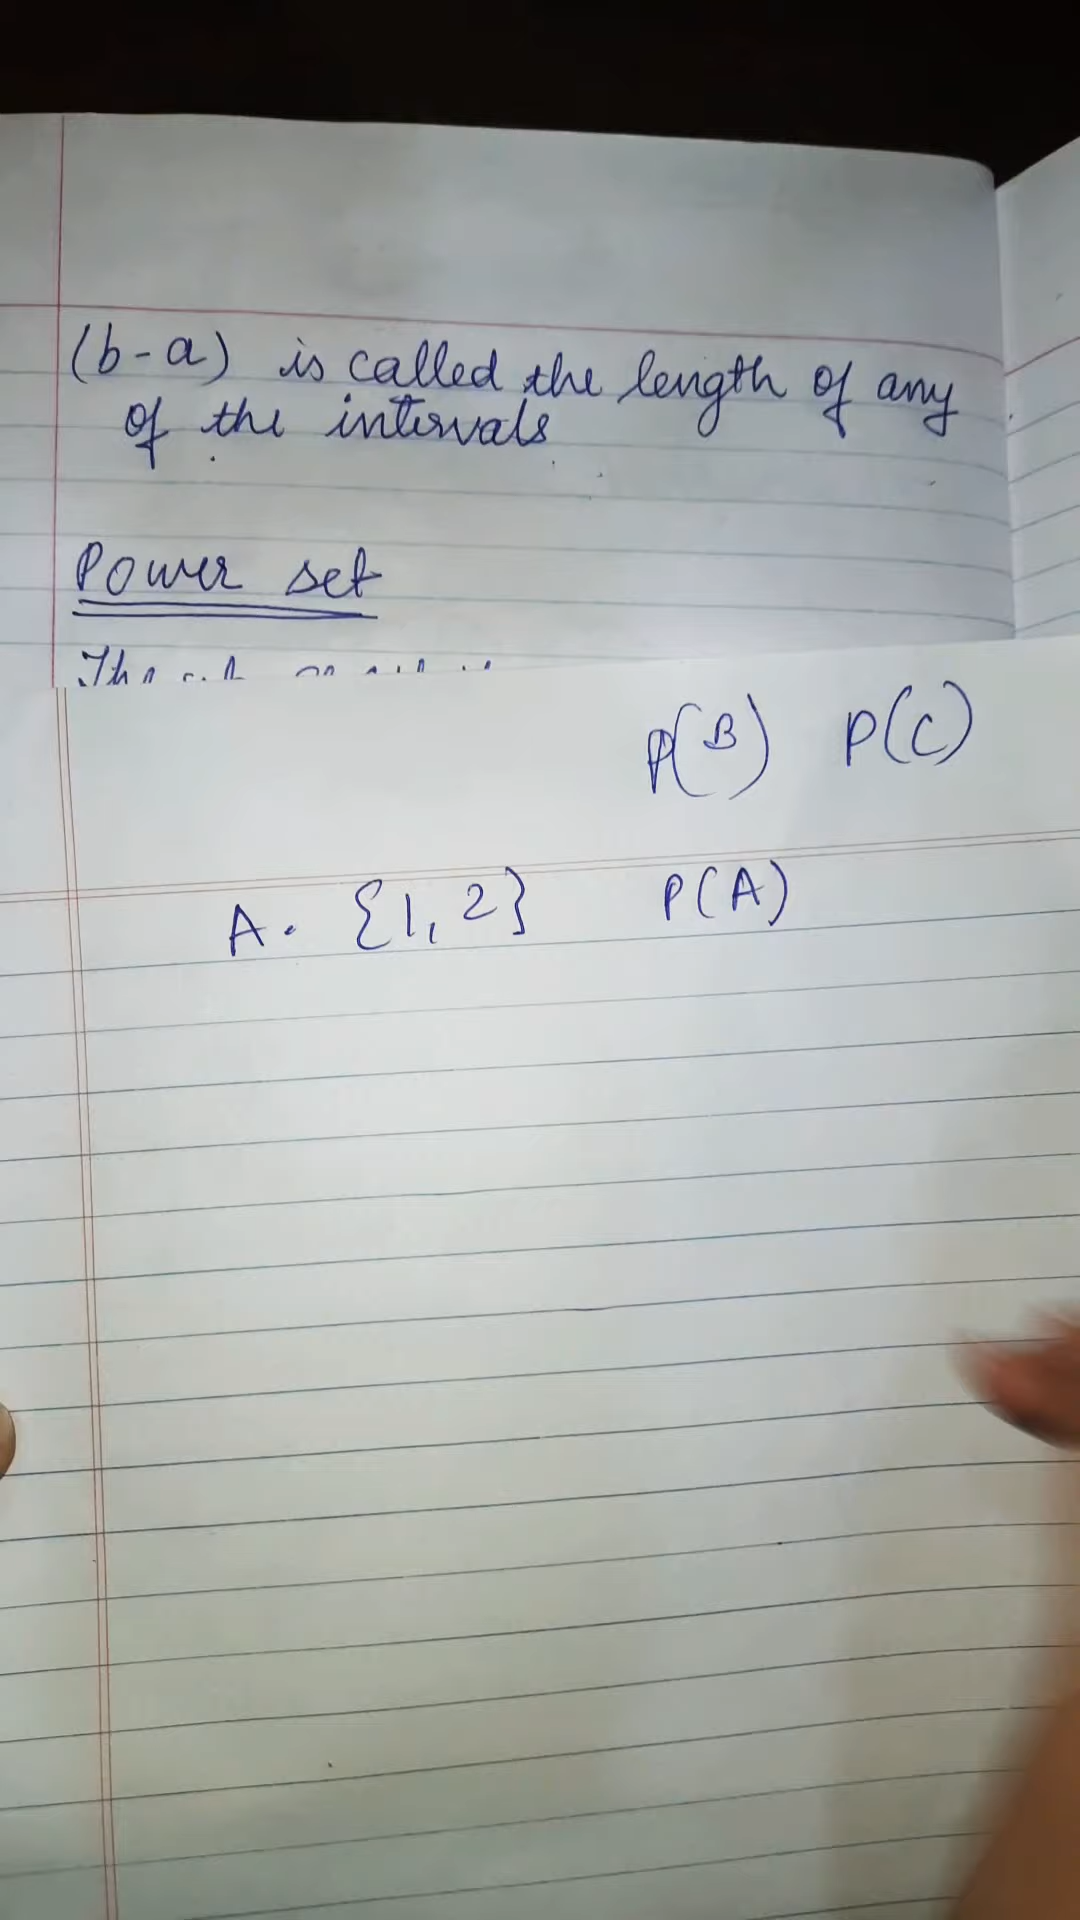 (b-a) is called the length of any
of the intervals
Power set
P(B) P(C)
A. {1, 2} P(A)